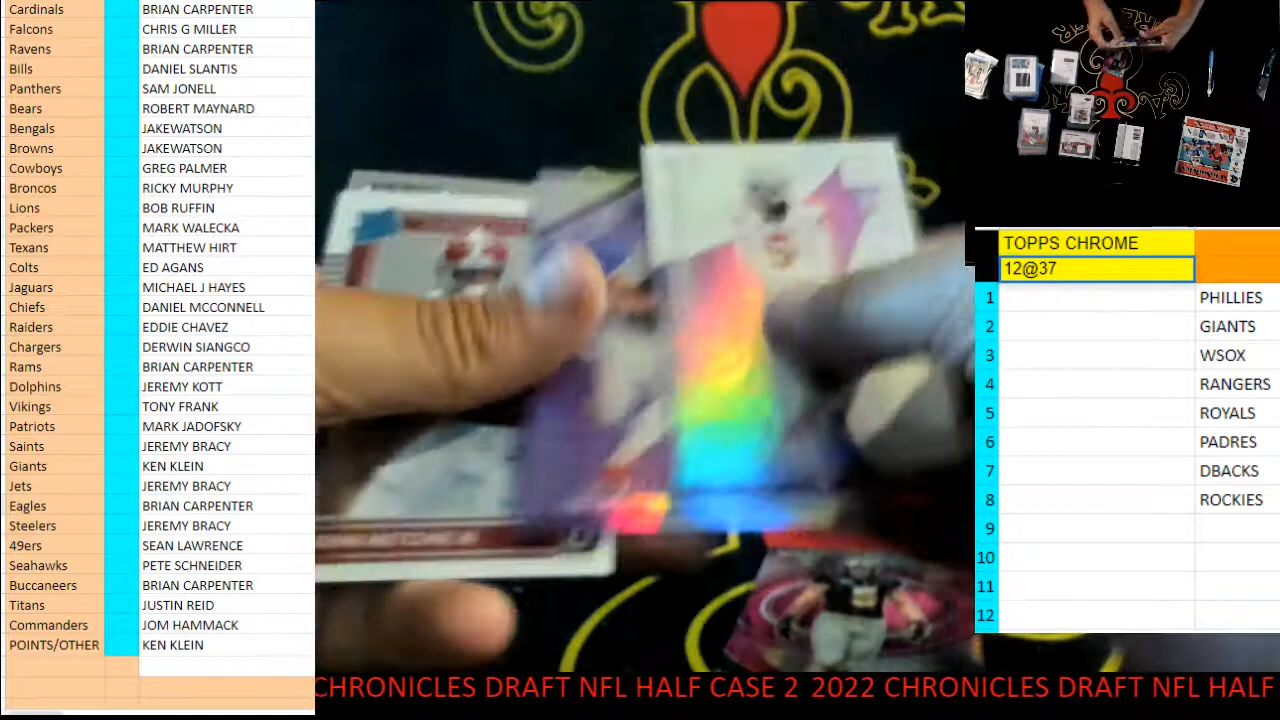 Cardinals BRIAN CARPENTER
Falcons CHRIS G MILLER
Ravens BRIAN CARPENTER
Bills DANIEL SLANTIS
Panthers SAM JONELL
Bears ROBERT MAYNARD
Bengals JAKEWATSON
Browns JAKEWATSON
Cowboys GREG PALMER
Broncos RICKY MURPHY
Lions BOB RUFFIN
Packers MARK WALECKA
Texans MATTHEW HIRT
Colts ED AGANS
Jaguars MICHAEL J HAYES
Chiefs DANIEL MCCONNELL
Raiders EDDIE CHAVEZ
Chargers DERWIN SIANGCO
Rams BRIAN CARPENTER
Dolphins JEREMY KOTT
Vikings TONY FRANK
Patriots MARK JADOFSKY
Saints JEREMY BRACY
Giants KEN KLEIN
Jets JEREMY BRACY
Eagles BRIAN CARPENTER
Steelers JEREMY BRACY
49ers SEAN LAWRENCE
Seahawks PETE SCHNEIDER
Buccaneers BRIAN CARPENTER
Titans JUSTIN REID
Commanders JOM HAMMACK
POINTS/OTHER KEN KLEIN
TOPPS CHROME
12@37
1 PHILLIES
2 GIANTS
3 WSOX
4 RANGERS
5 ROYALS
6 PADRES
7 DBACKS
8 ROCKIES
9
10
11
12
CHRONICLES DRAFT NFL HALF CASE 2 2022 CHRONICLES DRAFT NFL HALF